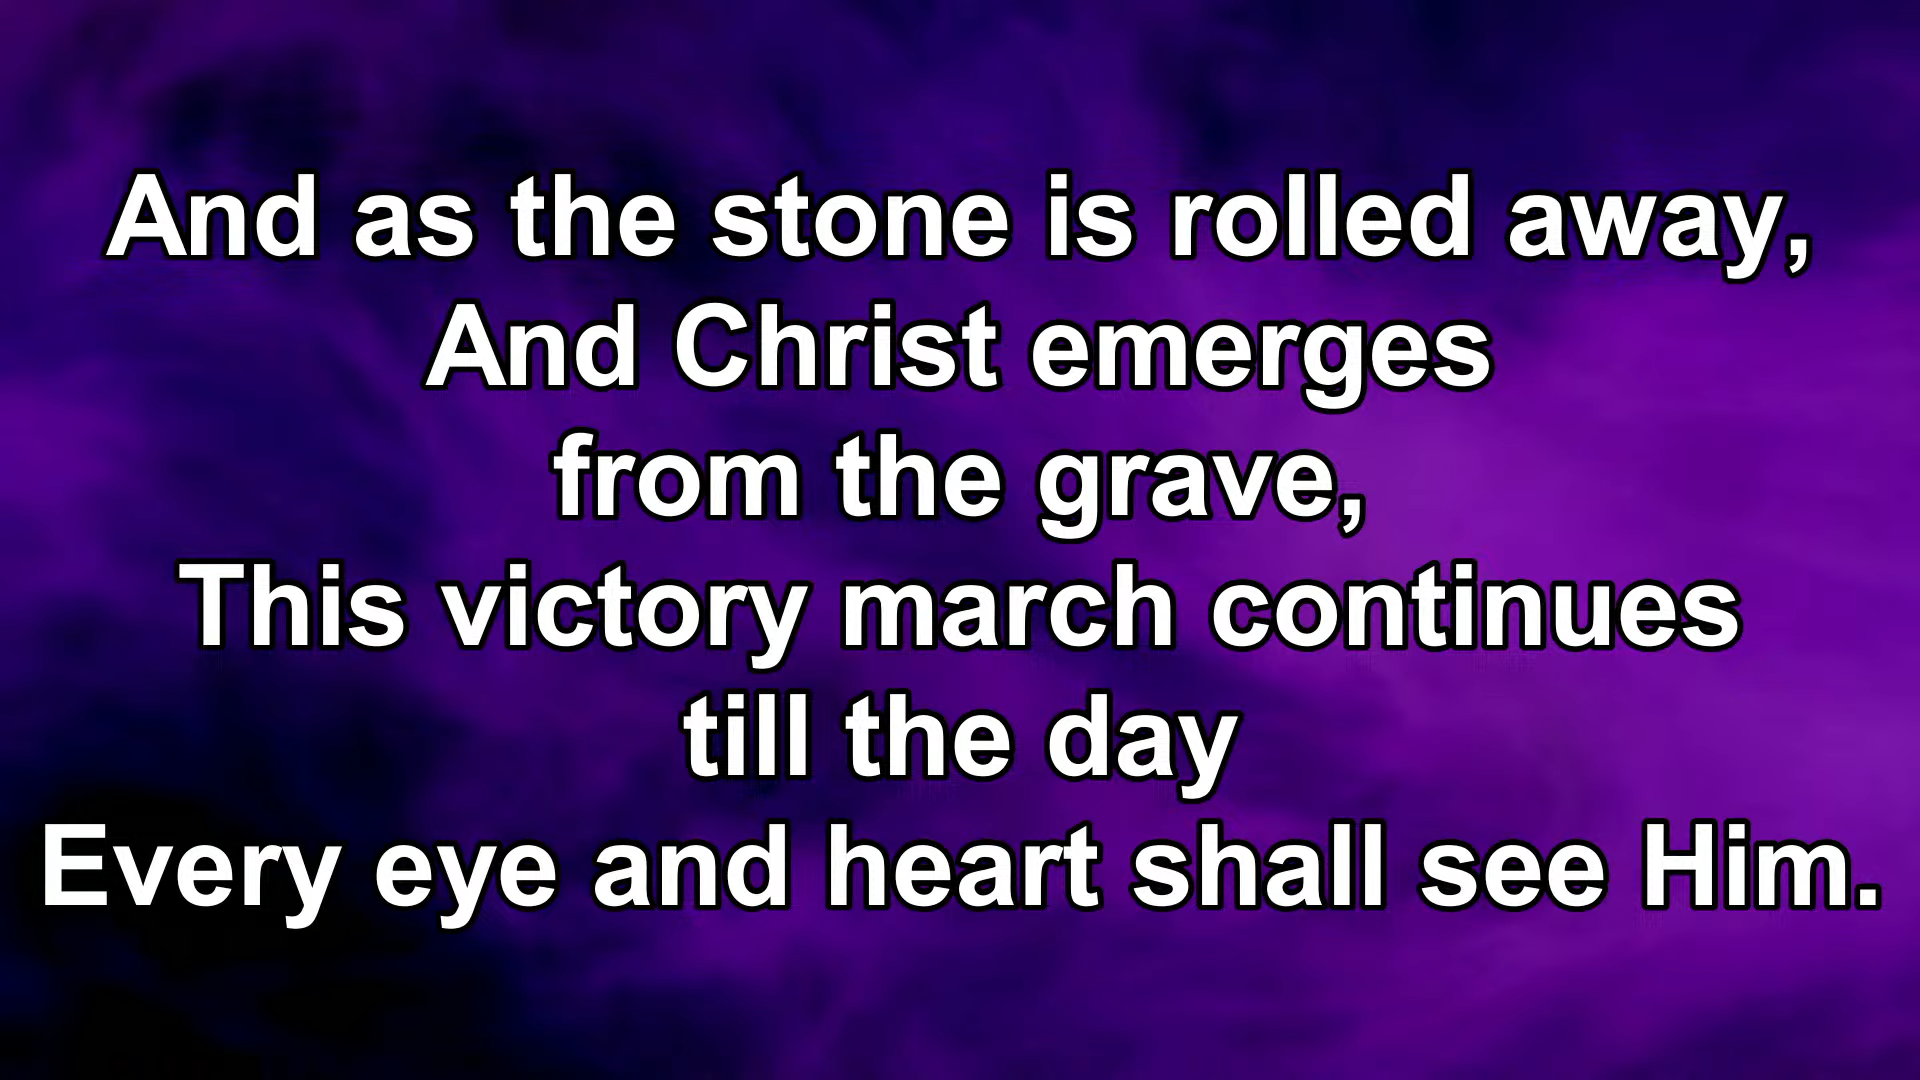 And as the stone is rolled away,
And Christ emerges
from the grave,
This victory march continues
till the day
Every eye and heart shall see Him.